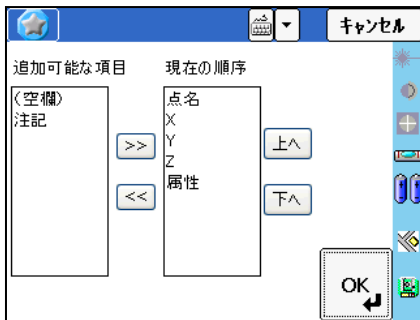 キャンセル
追加可能な項目
現在の順序
(空欄)
注記
点名
X
Y
Z
属性
>>
<<
上へ
下へ
OK